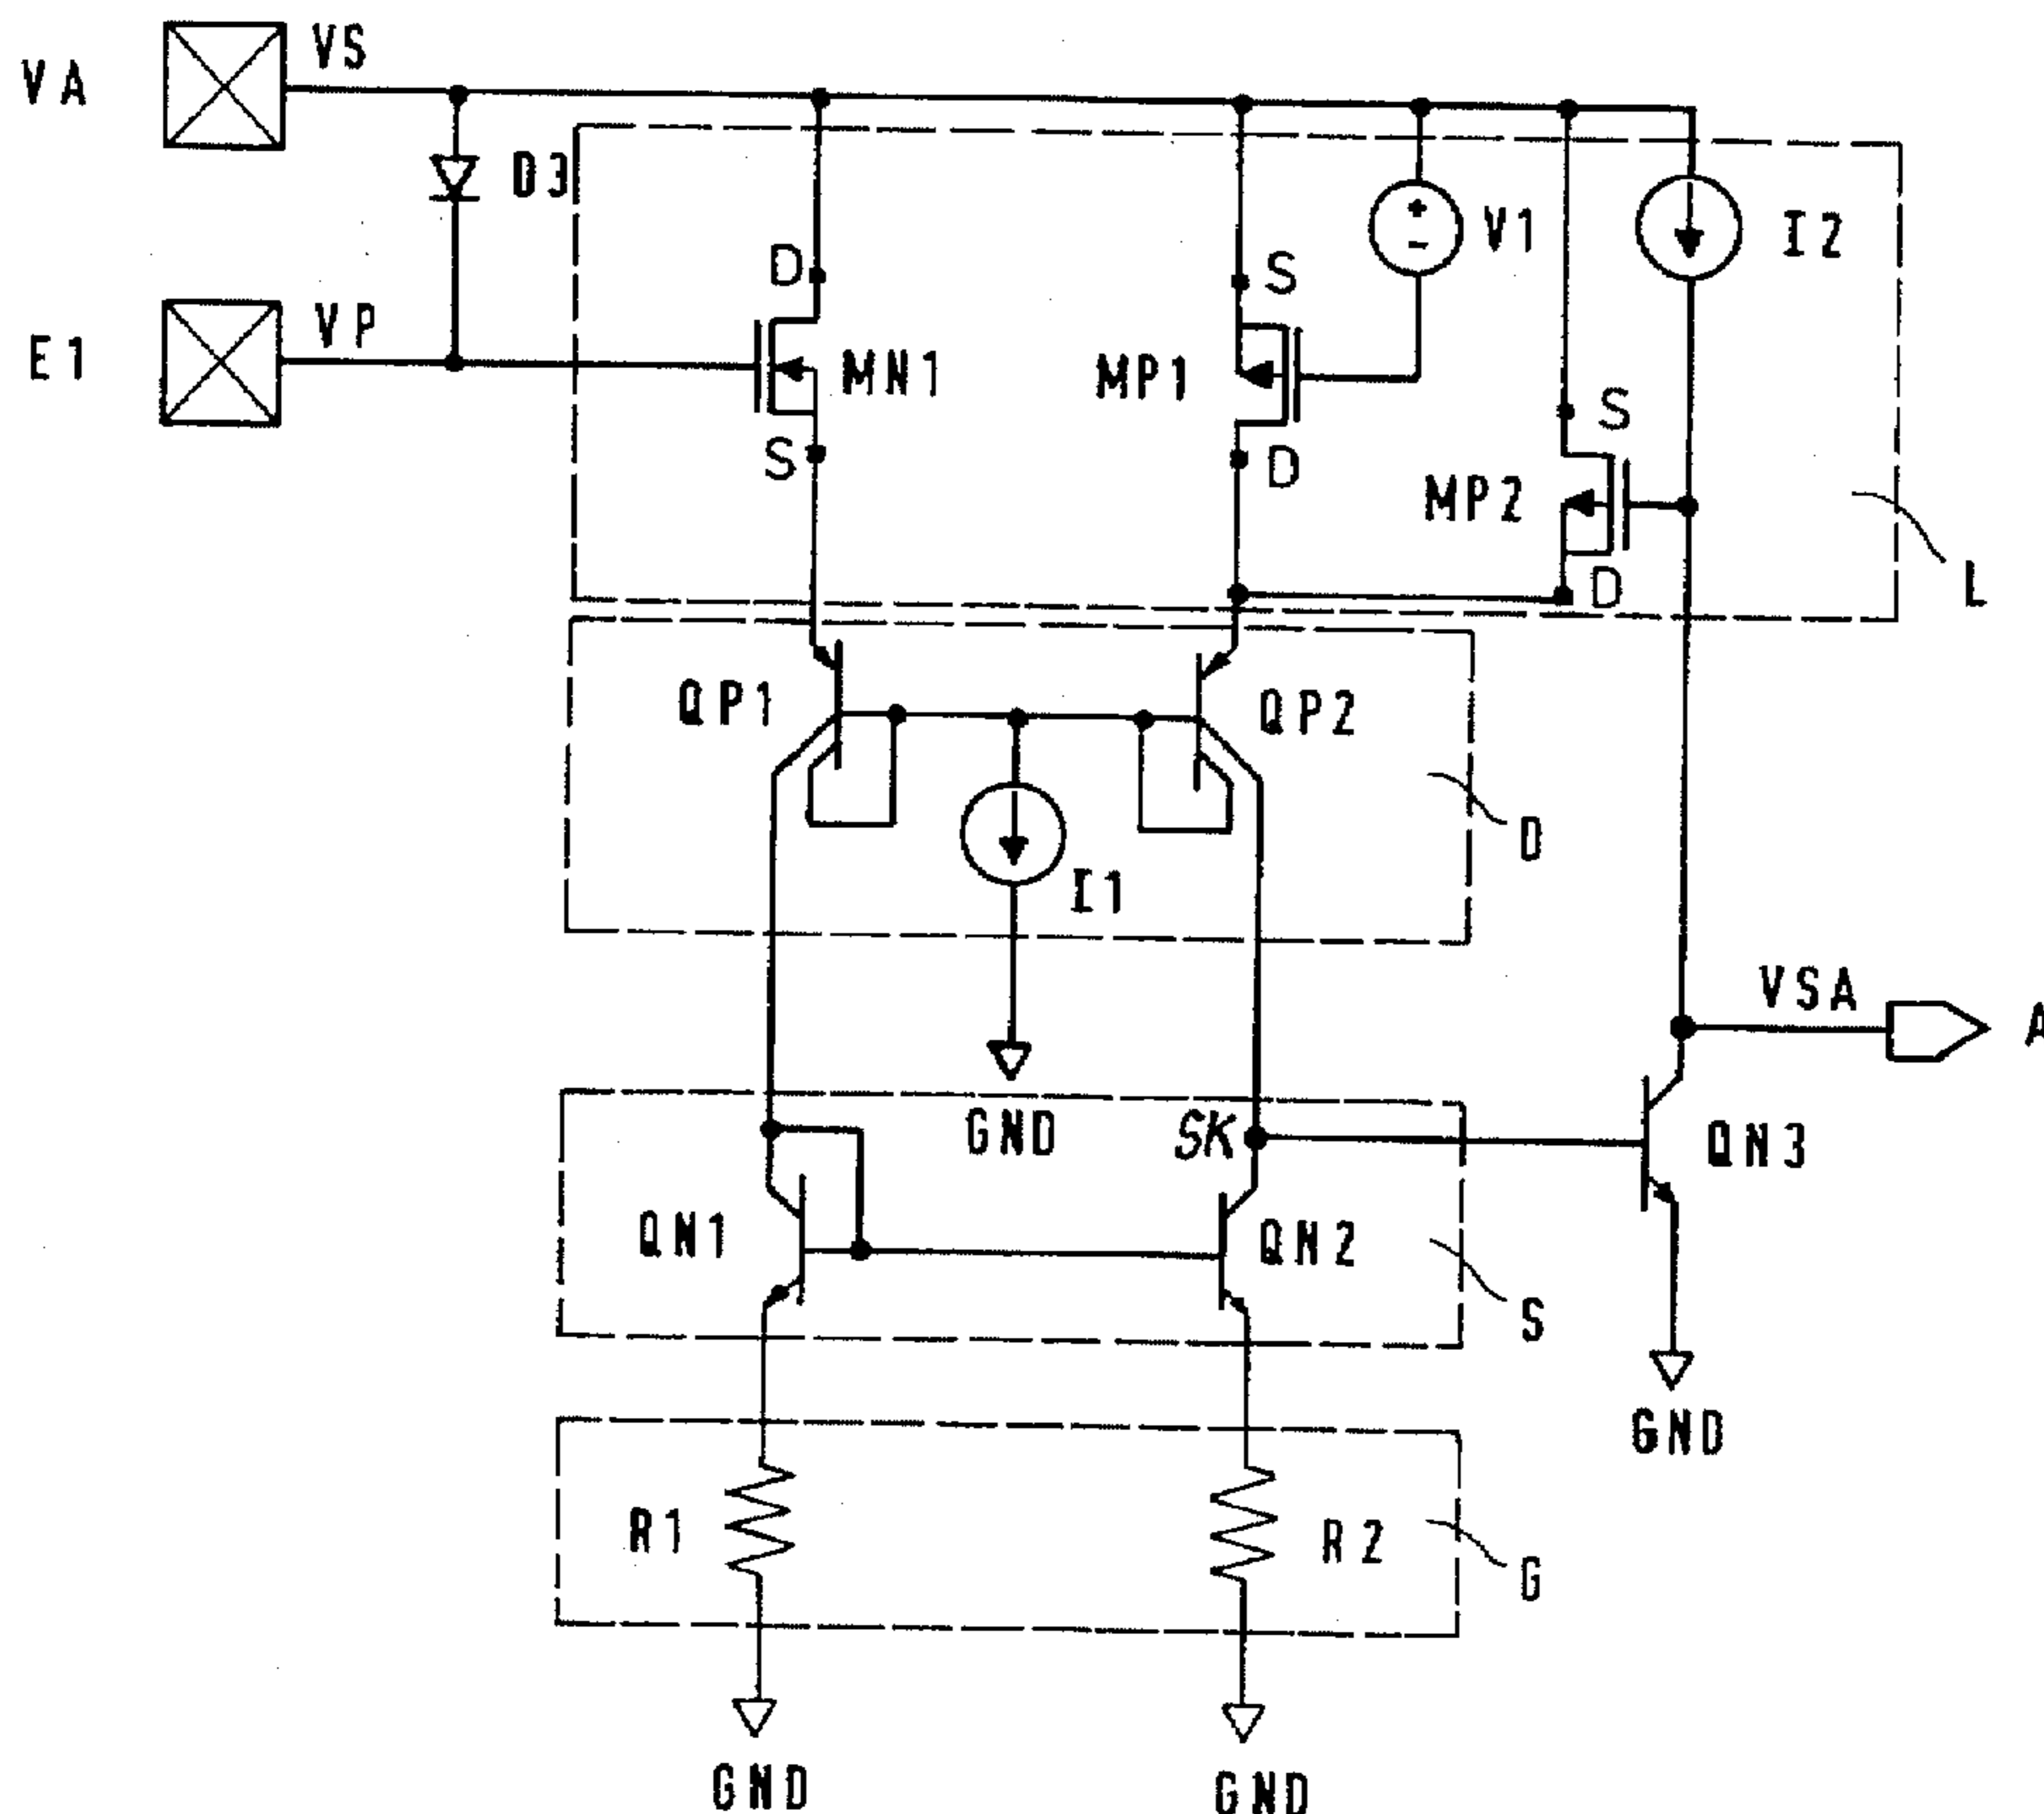 VS
VA
D3
V1
I2
D
S
VP
E1
MN1
MP1
S
S
D
MP2
D
L
QP1
QP2
D
I1
VSA
A
GND
SK
QN3
QN1
QN2
S
GND
R1
R2
G
GND
GND